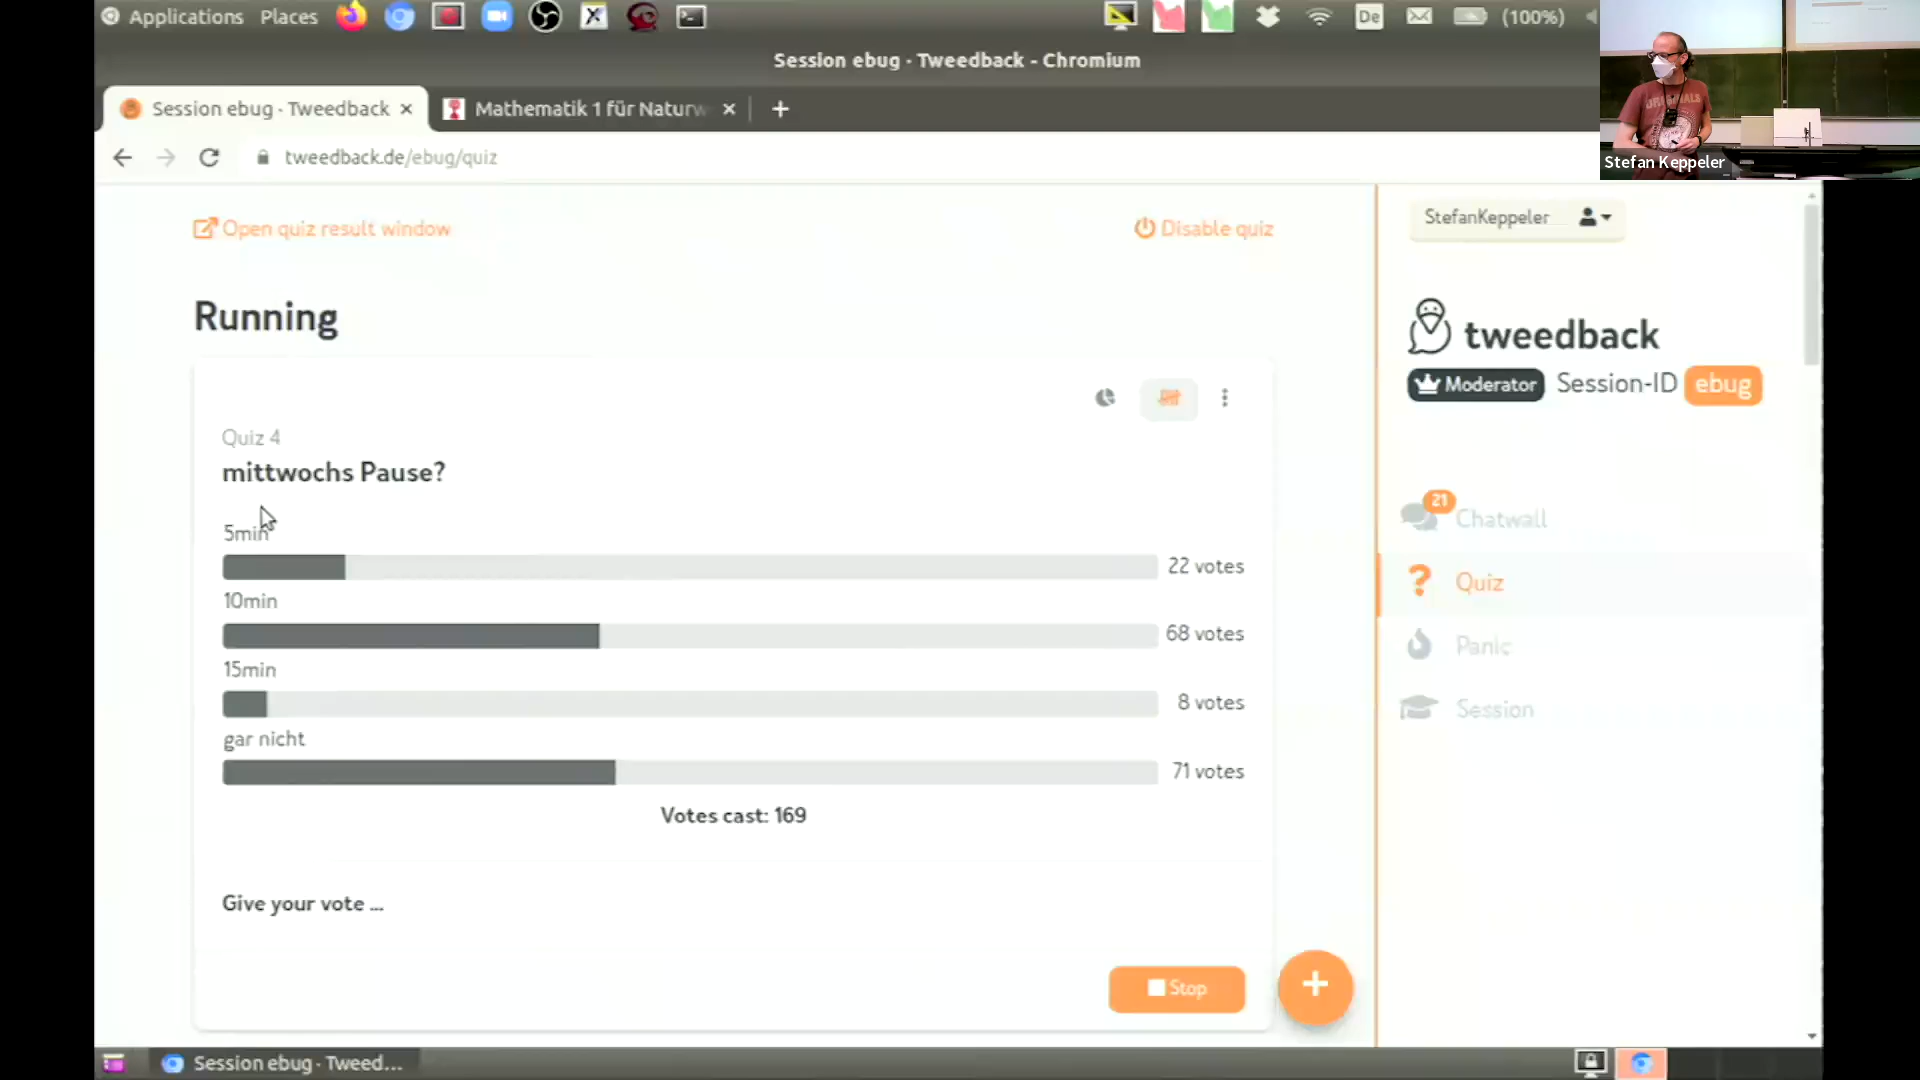 Applications Places
De
(100%)
Session ebug · Tweedback - Chromium
Session ebug · Tweedback
Mathematik 1 für Naturw
tweedback.de/ebug/quiz
ORIGINALS
Stefan Keppeler
Open quiz result window
Disable quiz
StefanKeppeler
Running
tweedback
Moderator Session-ID ebug
Quiz 4
mittwochs Pause?
5min
22 votes
10min
68 votes
15min
8 votes
gar nicht
71 votes
Votes cast: 169
Give your vote ...
Stop
21
Chatwall
Quiz
Panic
Session
Session ebug · Tweed...